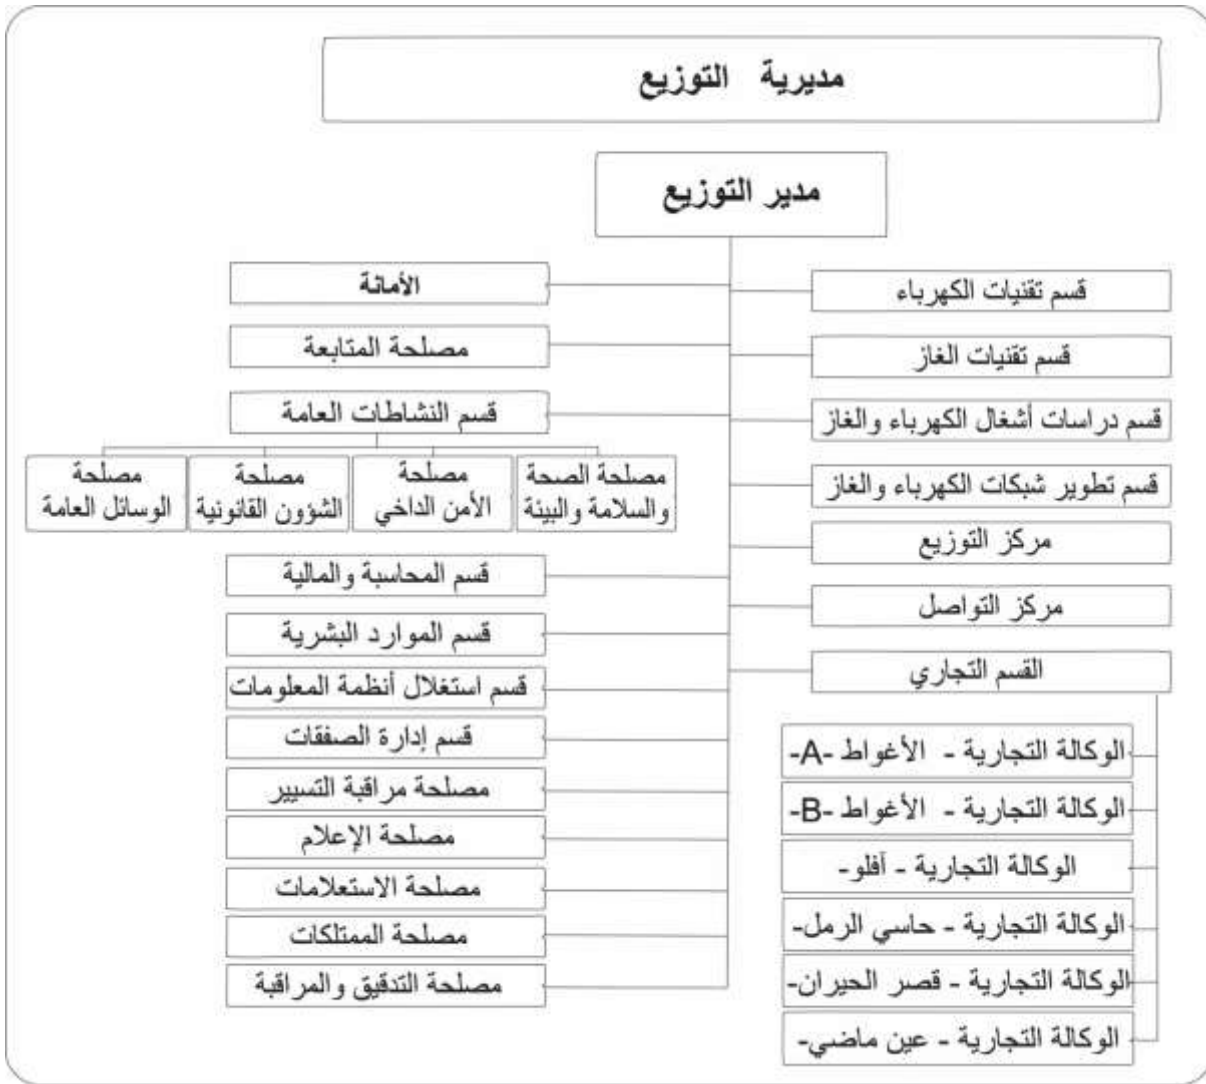 مديرية التوزيع
مدير التوزيع
قسم تقنيات الكهرباء
قسم تقنيات الغاز
قسم دراسات أشغال الكهرباء والغاز
قسم تطوير شبكات الكهرباء والغاز
مركز التوزيع
مركز التواصل
القسم التجاري
الوكالة التجارية - الأغواط -A-
الوكالة التجارية - الأغواط -B-
الوكالة التجارية - أفلو-
الوكالة التجارية - حاسي الرمل-
الوكالة التجارية - قصر الحيران-
الوكالة التجارية - عين ماضي-
الأمانة
مصلحة المتابعة
قسم النشاطات العامة
مصلحة الصحة
والسلامة والبيئة
مصلحة
الأمن الداخي
مصلحة
الشؤون القانونية
مصلحة
الوسائل العامة
قسم المحاسبة والمالية
قسم الموارد البشرية
قسم استغلال أنظمة المعلومات
قسم إدارة الصفقات
مصلحة مراقبة التسيير
مصلحة الإعلام
مصلحة الاستعلامات
مصلحة الممتلكات
مصلحة التدقيق والمراقبة